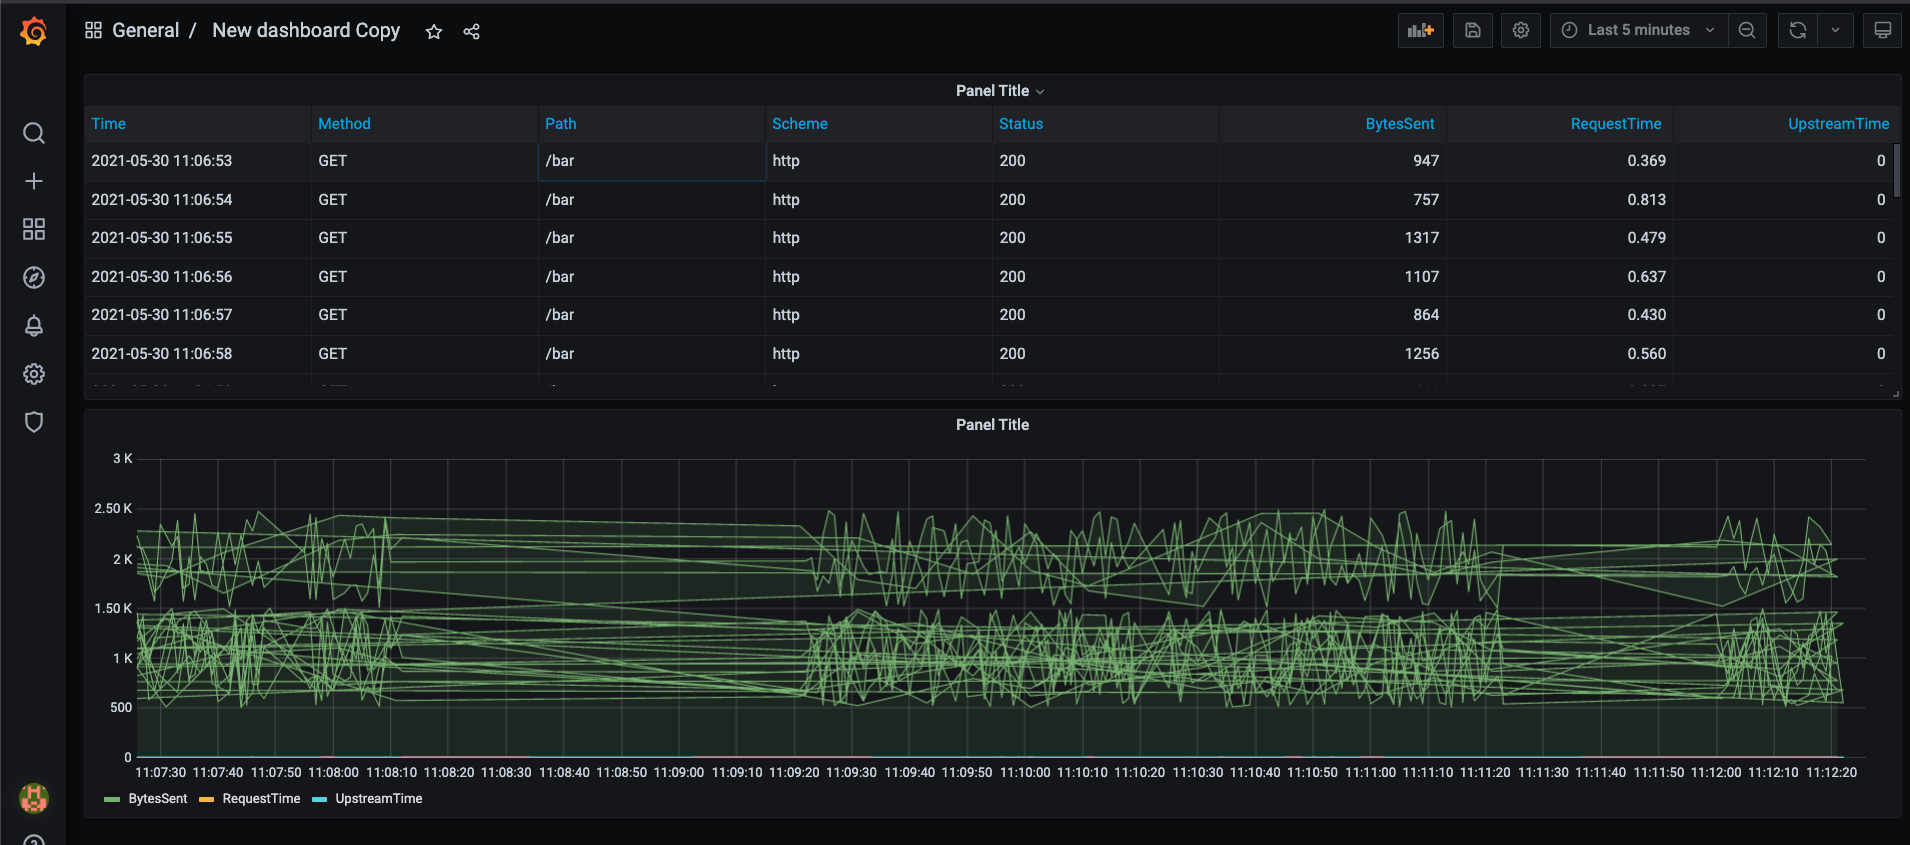 General / New dashboard Copy
Last 5 minutes
Panel Title
Time Method Path Scheme Status BytesSent RequestTime UpstreamTime
2021-05-30 11:06:53 GET /bar http 200 947 0.369 0
2021-05-30 11:06:54 GET /bar http 200 757 0.813 0
2021-05-30 11:06:55 GET /bar http 200 1317 0.479 0
2021-05-30 11:06:56 GET /bar http 200 1107 0.637 0
2021-05-30 11:06:57 GET /bar http 200 864 0.430 0
2021-05-30 11:06:58 GET /bar http 200 1256 0.560 0
Panel Title
3 K
2.50 K
2 K
1.50 K
1 K
500
0
11:07:30 11:07:40 11:07:50 11:08:00 11:08:10 11:08:20 11:08:30 11:08:40 11:08:50 11:09:00 11:09:10 11:09:20 11:09:30 11:09:40 11:09:50 11:10:00 11:10:10 11:10:20 11:10:30 11:10:40 11:10:50 11:11:00 11:11:10 11:11:20 11:11:30 11:11:40 11:11:50 11:12:00 11:12:10 11:12:20
BytesSent RequestTime UpstreamTime